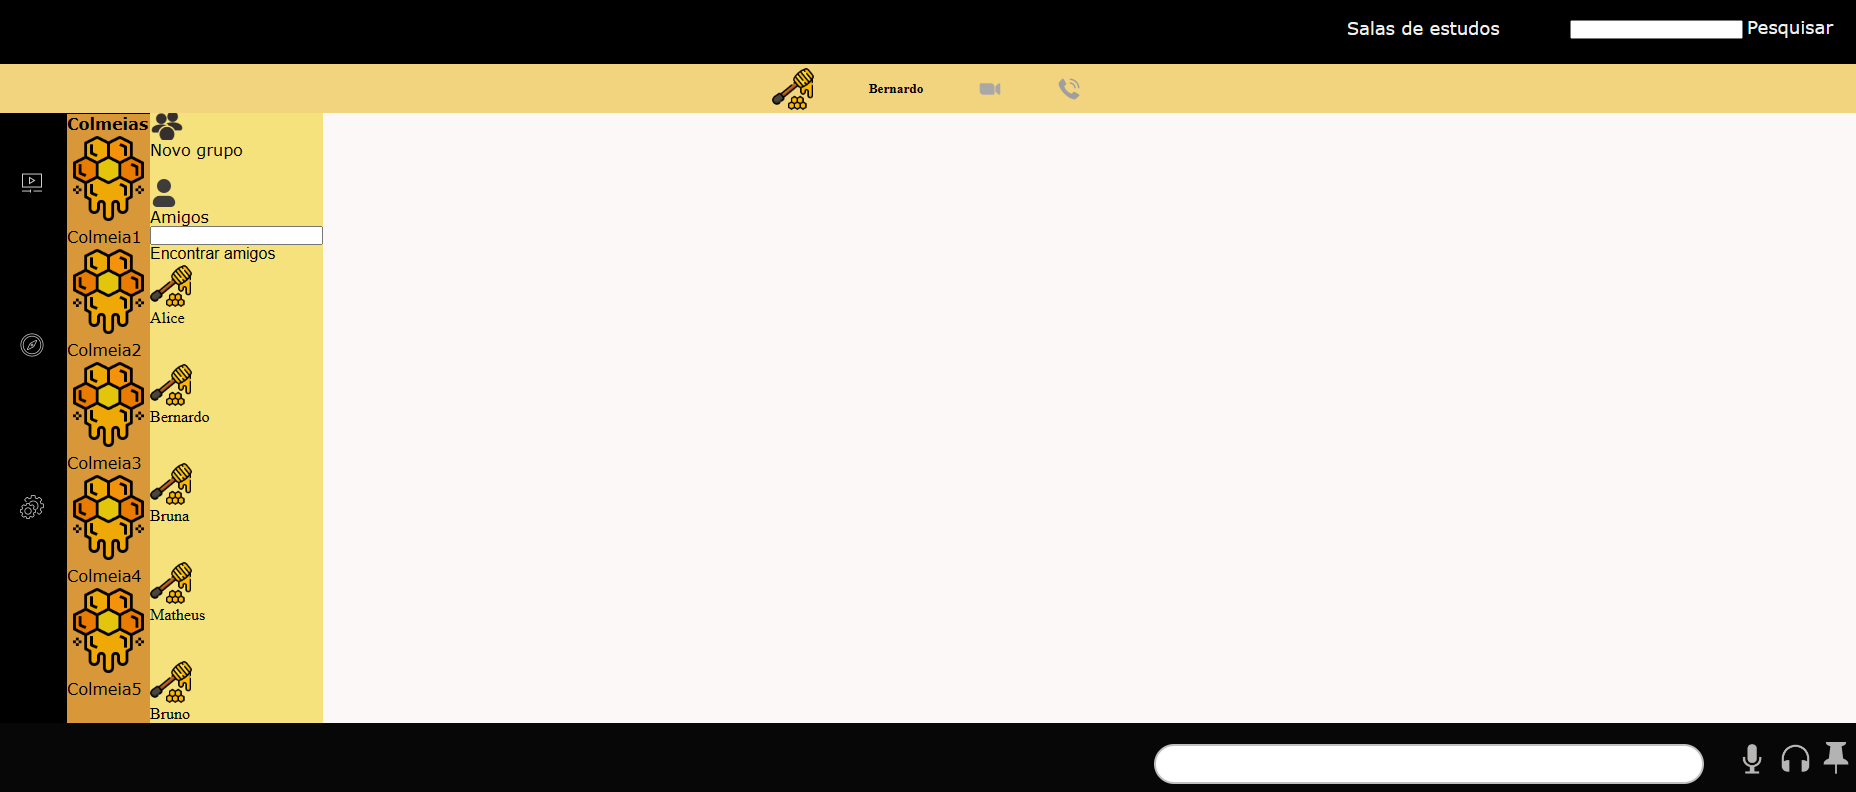 Salas de estudos
Pesquisar
Bernardo
Colmeias
Colmeia1
Colmeia2
Colmeia3
Colmeia4
Colmeia5
Novo grupo
Amigos
Encontrar amigos
Alice
Bernardo
Bruna
Matheus
Bruno